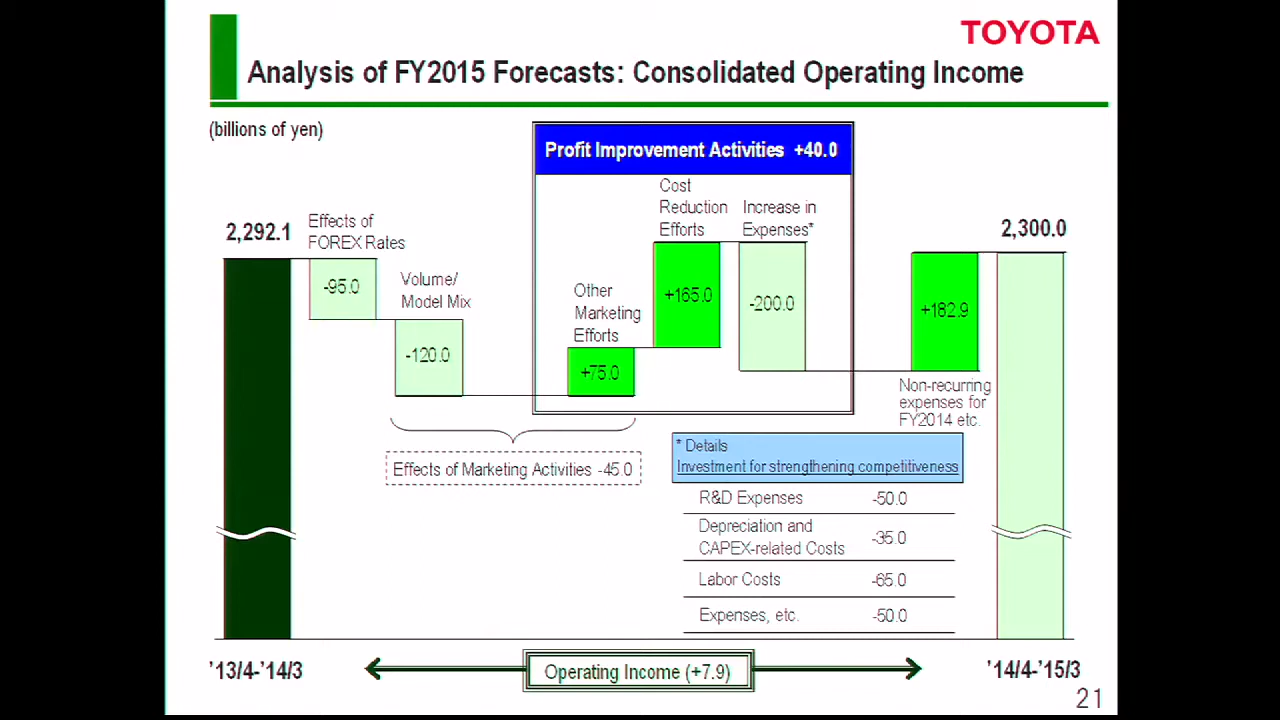 TOYOTA
Analysis of FY2015 Forecasts: Consolidated Operating Income
(billions of yen)
Profit Improvement Activities +40.0
2,292.1
Effects of
FOREX Rates
-95.0
Volume/
Model Mix
-120.0
Other
Marketing
Efforts
+75.0
Cost
Reduction
Efforts
+165.0
Increase in
Expenses*
-200.0
+182.9
Non-recurring
expenses for
FY2014 etc.
2,300.0
Effects of Marketing Activities -45.0
* Details
Investment for strengthening competitiveness
R&D Expenses -50.0
Depreciation and
CAPEX-related Costs -35.0
Labor Costs -65.0
Expenses, etc. -50.0
’13/4-’14/3
Operating Income (+7.9)
’14/4-’15/3
21